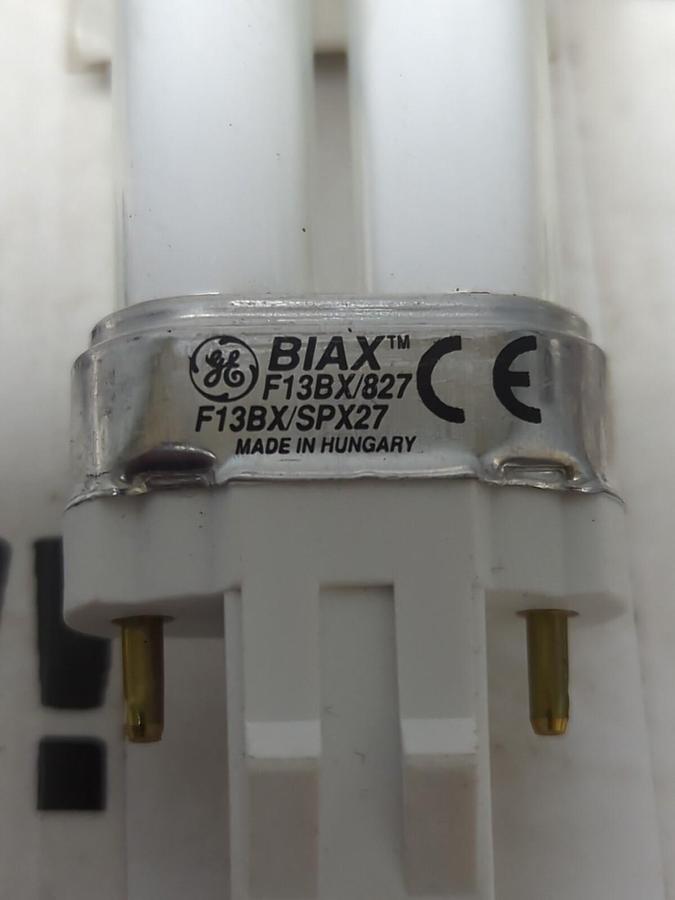 GE BIAX™
F13BX/827
F13BX/SPX27
MADE IN HUNGARY
CE